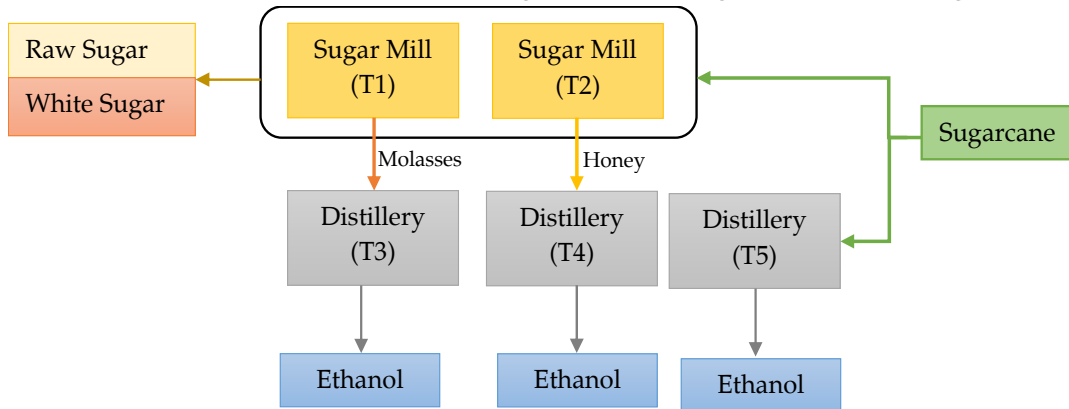 Raw Sugar
White Sugar
Sugar Mill
(T1)
Sugar Mill
(T2)
Sugarcane
Molasses
Honey
Distillery
(T3)
Distillery
(T4)
Distillery
(T5)
Ethanol
Ethanol
Ethanol